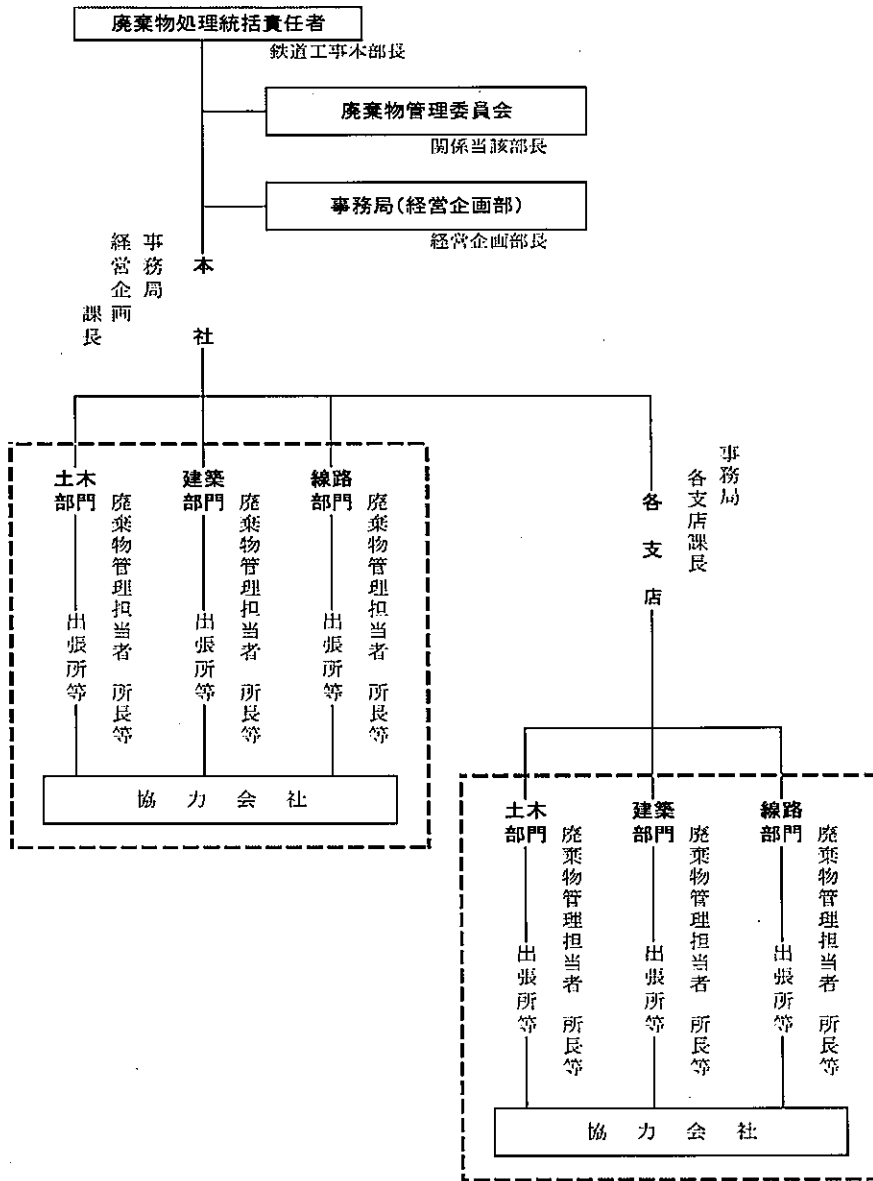 廃棄物処理統括責任者
鉄道工事本部長
廃棄物管理委員会
関係当該部長
事務局(経営企画部)
経営企画部長
事務局
経営企画
課長
本社
土木
部門
廃棄物管理担当者 所長等
出張所等
建築
部門
廃棄物管理担当者 所長等
出張所等
線路
部門
廃棄物管理担当者 所長等
出張所等
協力会社
事務局
各支店課長
各支店
土木
部門
廃棄物管理担当者 所長等
出張所等
建築
部門
廃棄物管理担当者 所長等
出張所等
線路
部門
廃棄物管理担当者 所長等
出張所等
協力会社